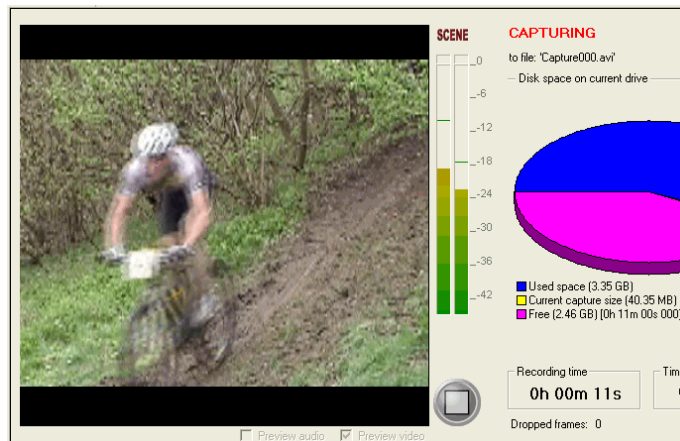 SCENE
CAPTURING
to file: 'Capture000.avi'
Disk space on current drive
_0
_-6
_-12
_-18
_-24
_-30
_-36
_-42
Used space (3.35 GB)
Current capture size (40.35 MB)
Free (2.46 GB) [0h 11m 00s 000]
Recording time
Tim
0h 00m 11s
Dropped frames: 0
Preview audio
Preview video